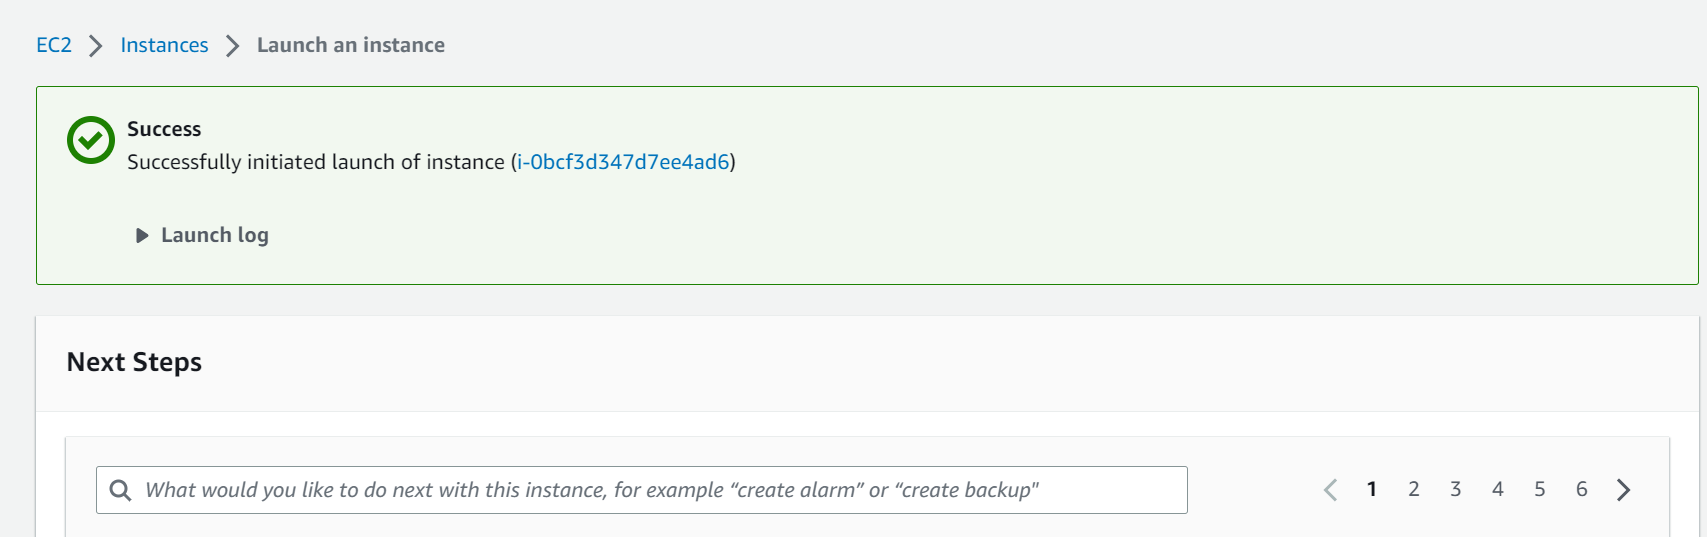 EC2 Instances Launch an instance
Success
Successfully initiated launch of instance (i-0bcf3d347d7ee4ad6)
Launch log
Next Steps
What would you like to do next with this instance, for example “create alarm” or “create backup" 1 2 3 4 5 6